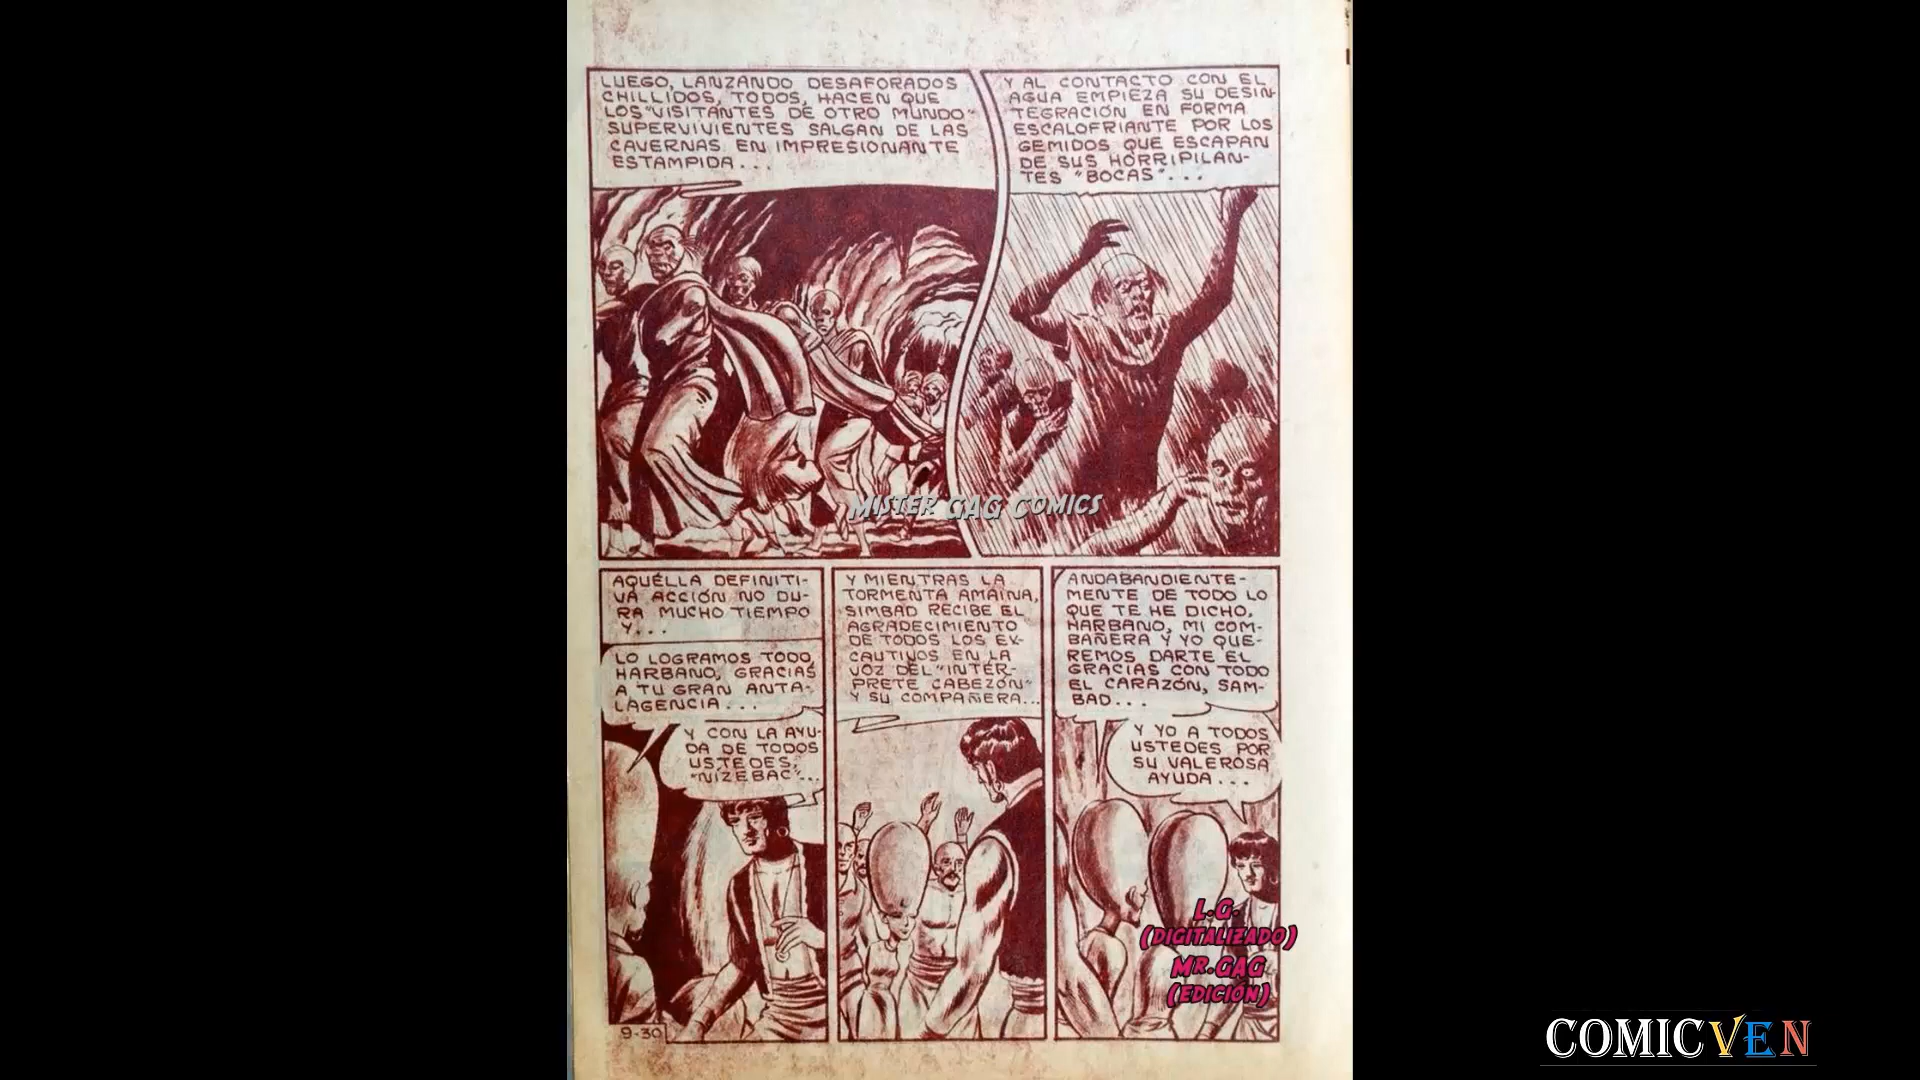 LUEGO, LANZANDO DESAFORADOS
CHILLIDOS, TODOS, HACEN QUE
LOS "VISITANTES DE OTRO MUNDO"
SUPERVIVIENTES SALGAN DE LAS
CAVERNAS EN IMPRESIONANTE
ESTAMPIDA...
Y AL CONTACTO CON EL
AGUA EMPIEZA SU DESIN-
TEGRACIÓN EN FORMA
ESCALOFRIANTE POR LOS
GEMIDOS QUE ESCAPAN
DE SUS HORRIPILAN-
TES "BOCAS"...
MISTER GAG COMICS
AQUÉLLA DEFINITI-
VA ACCIÓN NO DU-
RA MUCHO TIEMPO
Y...
LO LOGRAMOS TODO,
HARBANO, GRACIAS
A TU GRAN ANTA-
LAGENCIA...
Y CON LA AYU-
DA DE TODOS
USTEDES,
"NIZEBAC"...
Y MIENTRAS LA
TORMENTA AMAINA,
SIMBAD RECIBE EL
AGRADECIMIENTO
DE TODOS LOS EX-
CAUTIVOS EN LA
VOZ DEL "INTÉR-
PRETE CABEZÓN"
Y SU COMPAÑERA...
ANDABANDIENTE-
MENTE DE TODO LO
QUE TE HE DICHO,
HARBANO, MI COM-
BAÑERA Y YO QUE-
REMOS DARTE EL
GRACIAS CON TODO
EL CARAZÓN, SAM-
BAD...
Y YO A TODOS
USTEDES POR
SU VALEROSA
AYUDA...
L.G.
(DIGITALIZADO)
MR.GAG
(EDICIÓN)
9-30
COMICVEN